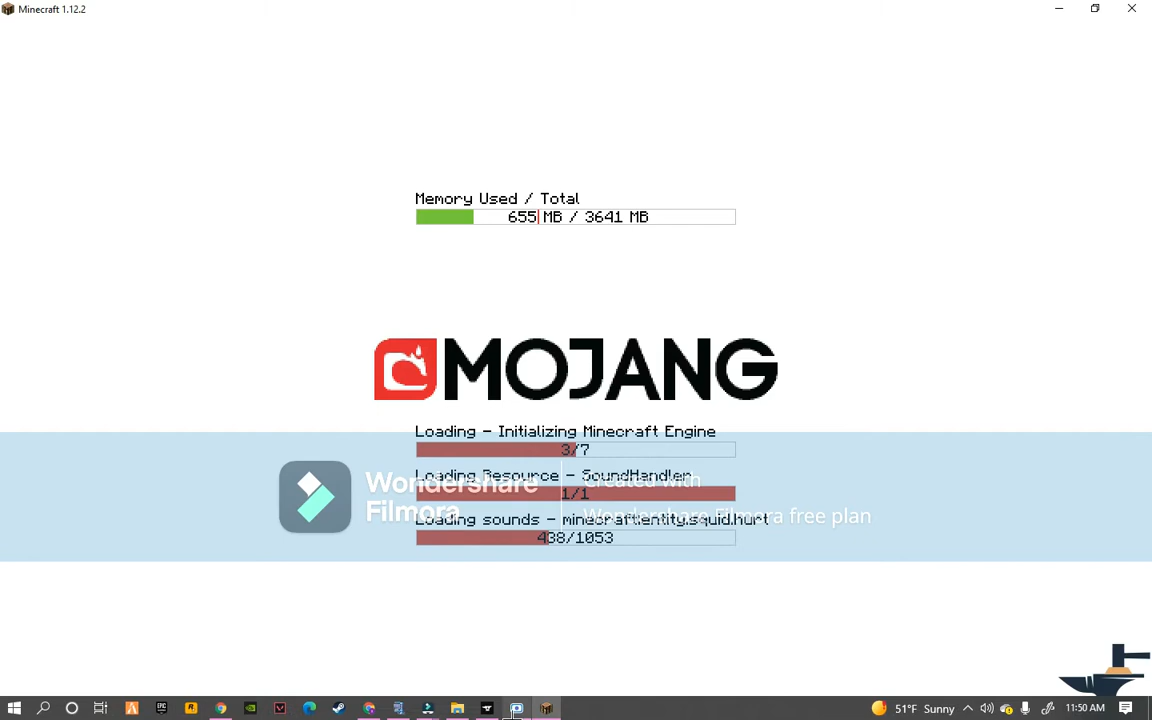 Minecraft 1.12.2
Memory Used / Total
655 MB / 3641 MB
MOJANG
Loading - Initializing Minecraft Engine
3/7
Loading Resource - SoundHandler
1/1
Loading sounds - minecraft:entity.squid.hurt
438/1053
Wondershare
Filmora
Created with
Wondershare Filmora free plan
51°F Sunny
11:50 AM